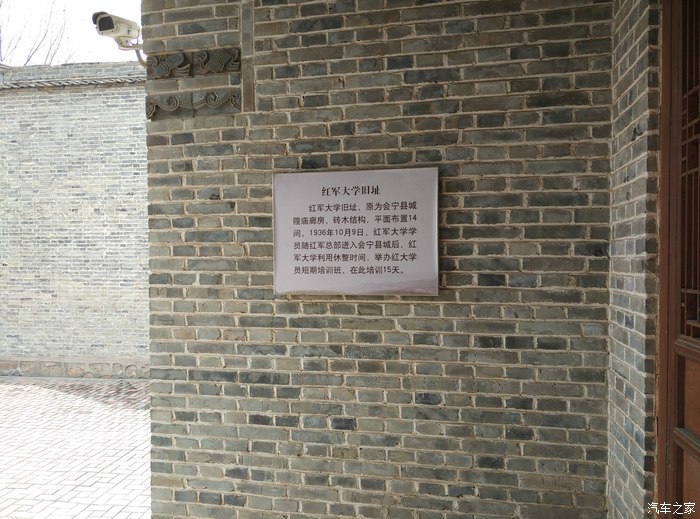 红军大学旧址
红军大学旧址，原为会宁县城
隍庙廊房，砖木结构，平面布置14
间。1936年10月9日，红军大学学
员随红军总部进入会宁县城后，红
军大学利用休整时间，举办红大学
员短期培训班，在此培训15天。
汽车之家